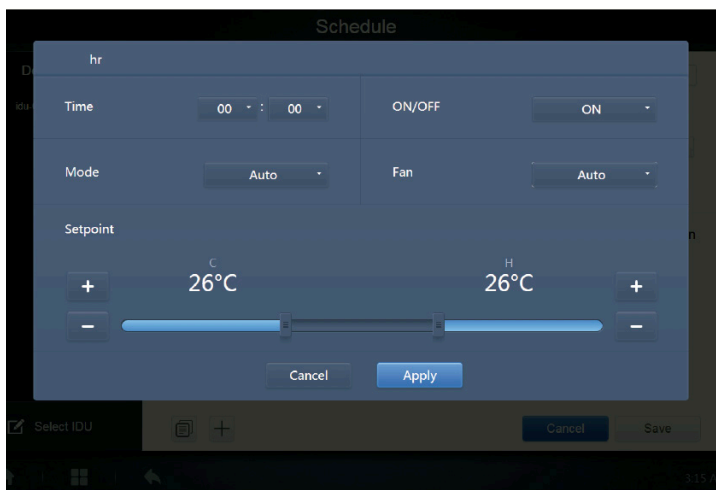 Schedule
hr
Time 00 : 00 ON/OFF ON
Mode Auto Fan Auto
Setpoint
C H
26°C 26°C
+ +
− −
Cancel Apply
Select IDU + Cancel Save